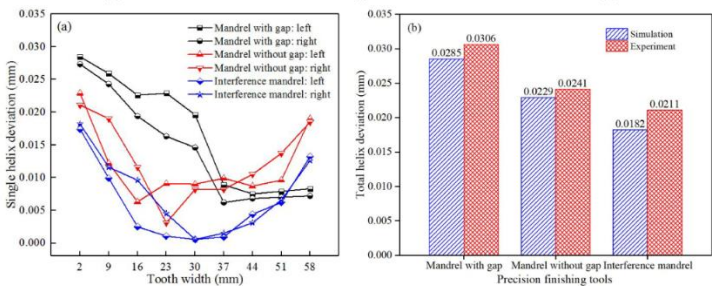 (a)
Mandrel with gap: left
Mandrel with gap: right
Mandrel without gap: left
Mandrel without gap: right
Interference mandrel: left
Interference mandrel: right
Single helix deviation (mm)
0.035
0.030
0.025
0.020
0.015
0.010
0.005
0.000
2 9 16 23 30 37 44 51 58
Tooth width (mm)
(b)
Simulation
Experiment
Total helix deviation (mm)
0.035
0.030
0.025
0.020
0.015
0.010
0.005
0.000
0.0285 0.0306
0.0229 0.0241
0.0182 0.0211
Mandrel with gap Mandrel without gap Interference mandrel
Precision finishing tools